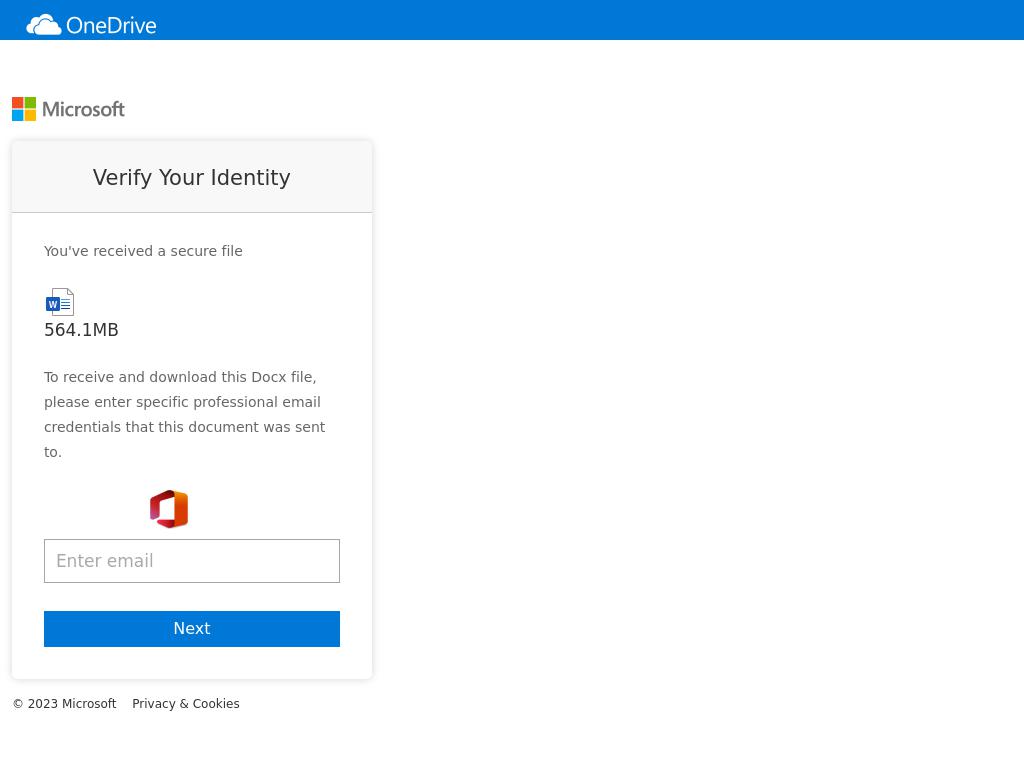 OneDrive
Microsoft
Verify Your Identity
You've received a secure file
W
564.1MB
To receive and download this Docx file,
please enter specific professional email
credentials that this document was sent
to.
Enter email
Next
© 2023 Microsoft Privacy & Cookies